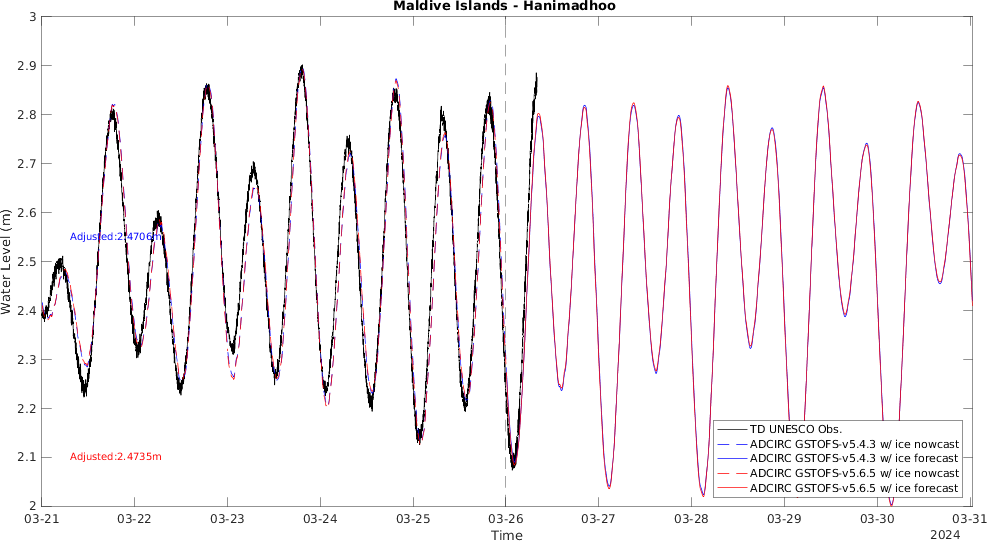 Maldive Islands - Hanimadhoo
3
2.9
2.8
2.7
2.6
2.5
2.4
2.3
2.2
2.1
2
Water Level (m)
Adjusted:2.4706m
Adjusted:2.4735m
TD UNESCO Obs.
ADCIRC GSTOFS-v5.4.3 w/ ice nowcast
ADCIRC GSTOFS-v5.4.3 w/ ice forecast
ADCIRC GSTOFS-v5.6.5 w/ ice nowcast
ADCIRC GSTOFS-v5.6.5 w/ ice forecast
03-21 03-22 03-23 03-24 03-25 03-26 03-27 03-28 03-29 03-30 03-31
Time
2024